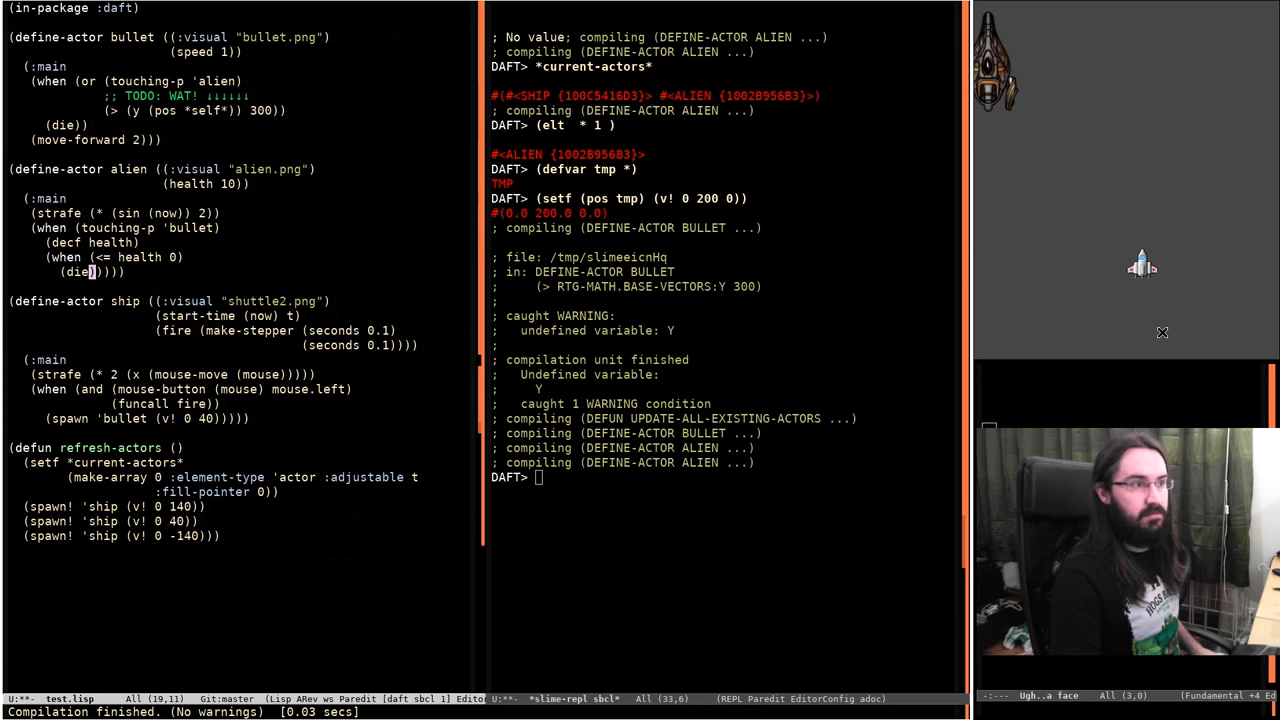 (in-package :daft)
(define-actor bullet ((:visual "bullet.png")
(speed 1))
(:main
(when (or (touching-p 'alien)
;; TODO: WAT! ↓↓↓↓↓↓
(> (y (pos *self*)) 300))
(die))
(move-forward 2)))
(define-actor alien ((:visual "alien.png")
(health 10))
(:main
(strafe (* (sin (now)) 2))
(when (touching-p 'bullet)
(decf health)
(when (<= health 0)
(die)))))
(define-actor ship ((:visual "shuttle2.png")
(start-time (now) t)
(fire (make-stepper (seconds 0.1)
(seconds 0.1))))
(:main
(strafe (* 2 (x (mouse-move (mouse)))))
(when (and (mouse-button (mouse) mouse.left)
(funcall fire))
(spawn 'bullet (v! 0 40)))))
(defun refresh-actors ()
(setf *current-actors*
(make-array 0 :element-type 'actor :adjustable t
:fill-pointer 0))
(spawn! 'ship (v! 0 140))
(spawn! 'ship (v! 0 40))
(spawn! 'ship (v! 0 -140)))
U:**- test.lisp All (19,11) Git:master (Lisp ARev ws Paredit [daft sbcl 1] Editor
Compilation finished. (No warnings) [0.03 secs]
; No value; compiling (DEFINE-ACTOR ALIEN ...)
; compiling (DEFINE-ACTOR ALIEN ...)
DAFT> *current-actors*
#(#<SHIP {100C5416D3}> #<ALIEN {1002B956B3}>)
; compiling (DEFINE-ACTOR ALIEN ...)
DAFT> (elt * 1 )
#<ALIEN {1002B956B3}>
DAFT> (defvar tmp *)
TMP
DAFT> (setf (pos tmp) (v! 0 200 0))
#(0.0 200.0 0.0)
; compiling (DEFINE-ACTOR BULLET ...)
; file: /tmp/slimeeicnHq
; in: DEFINE-ACTOR BULLET
; (> RTG-MATH.BASE-VECTORS:Y 300)
;
; caught WARNING:
; undefined variable: Y
;
; compilation unit finished
; Undefined variable:
; Y
; caught 1 WARNING condition
; compiling (DEFUN UPDATE-ALL-EXISTING-ACTORS ...)
; compiling (DEFINE-ACTOR BULLET ...)
; compiling (DEFINE-ACTOR ALIEN ...)
; compiling (DEFINE-ACTOR ALIEN ...)
DAFT>
U:**- *slime-repl sbcl* All (33,6) (REPL Paredit EditorConfig adoc)
-:--- Ugh..a face All (3,0) (Fundamental +4 Ed